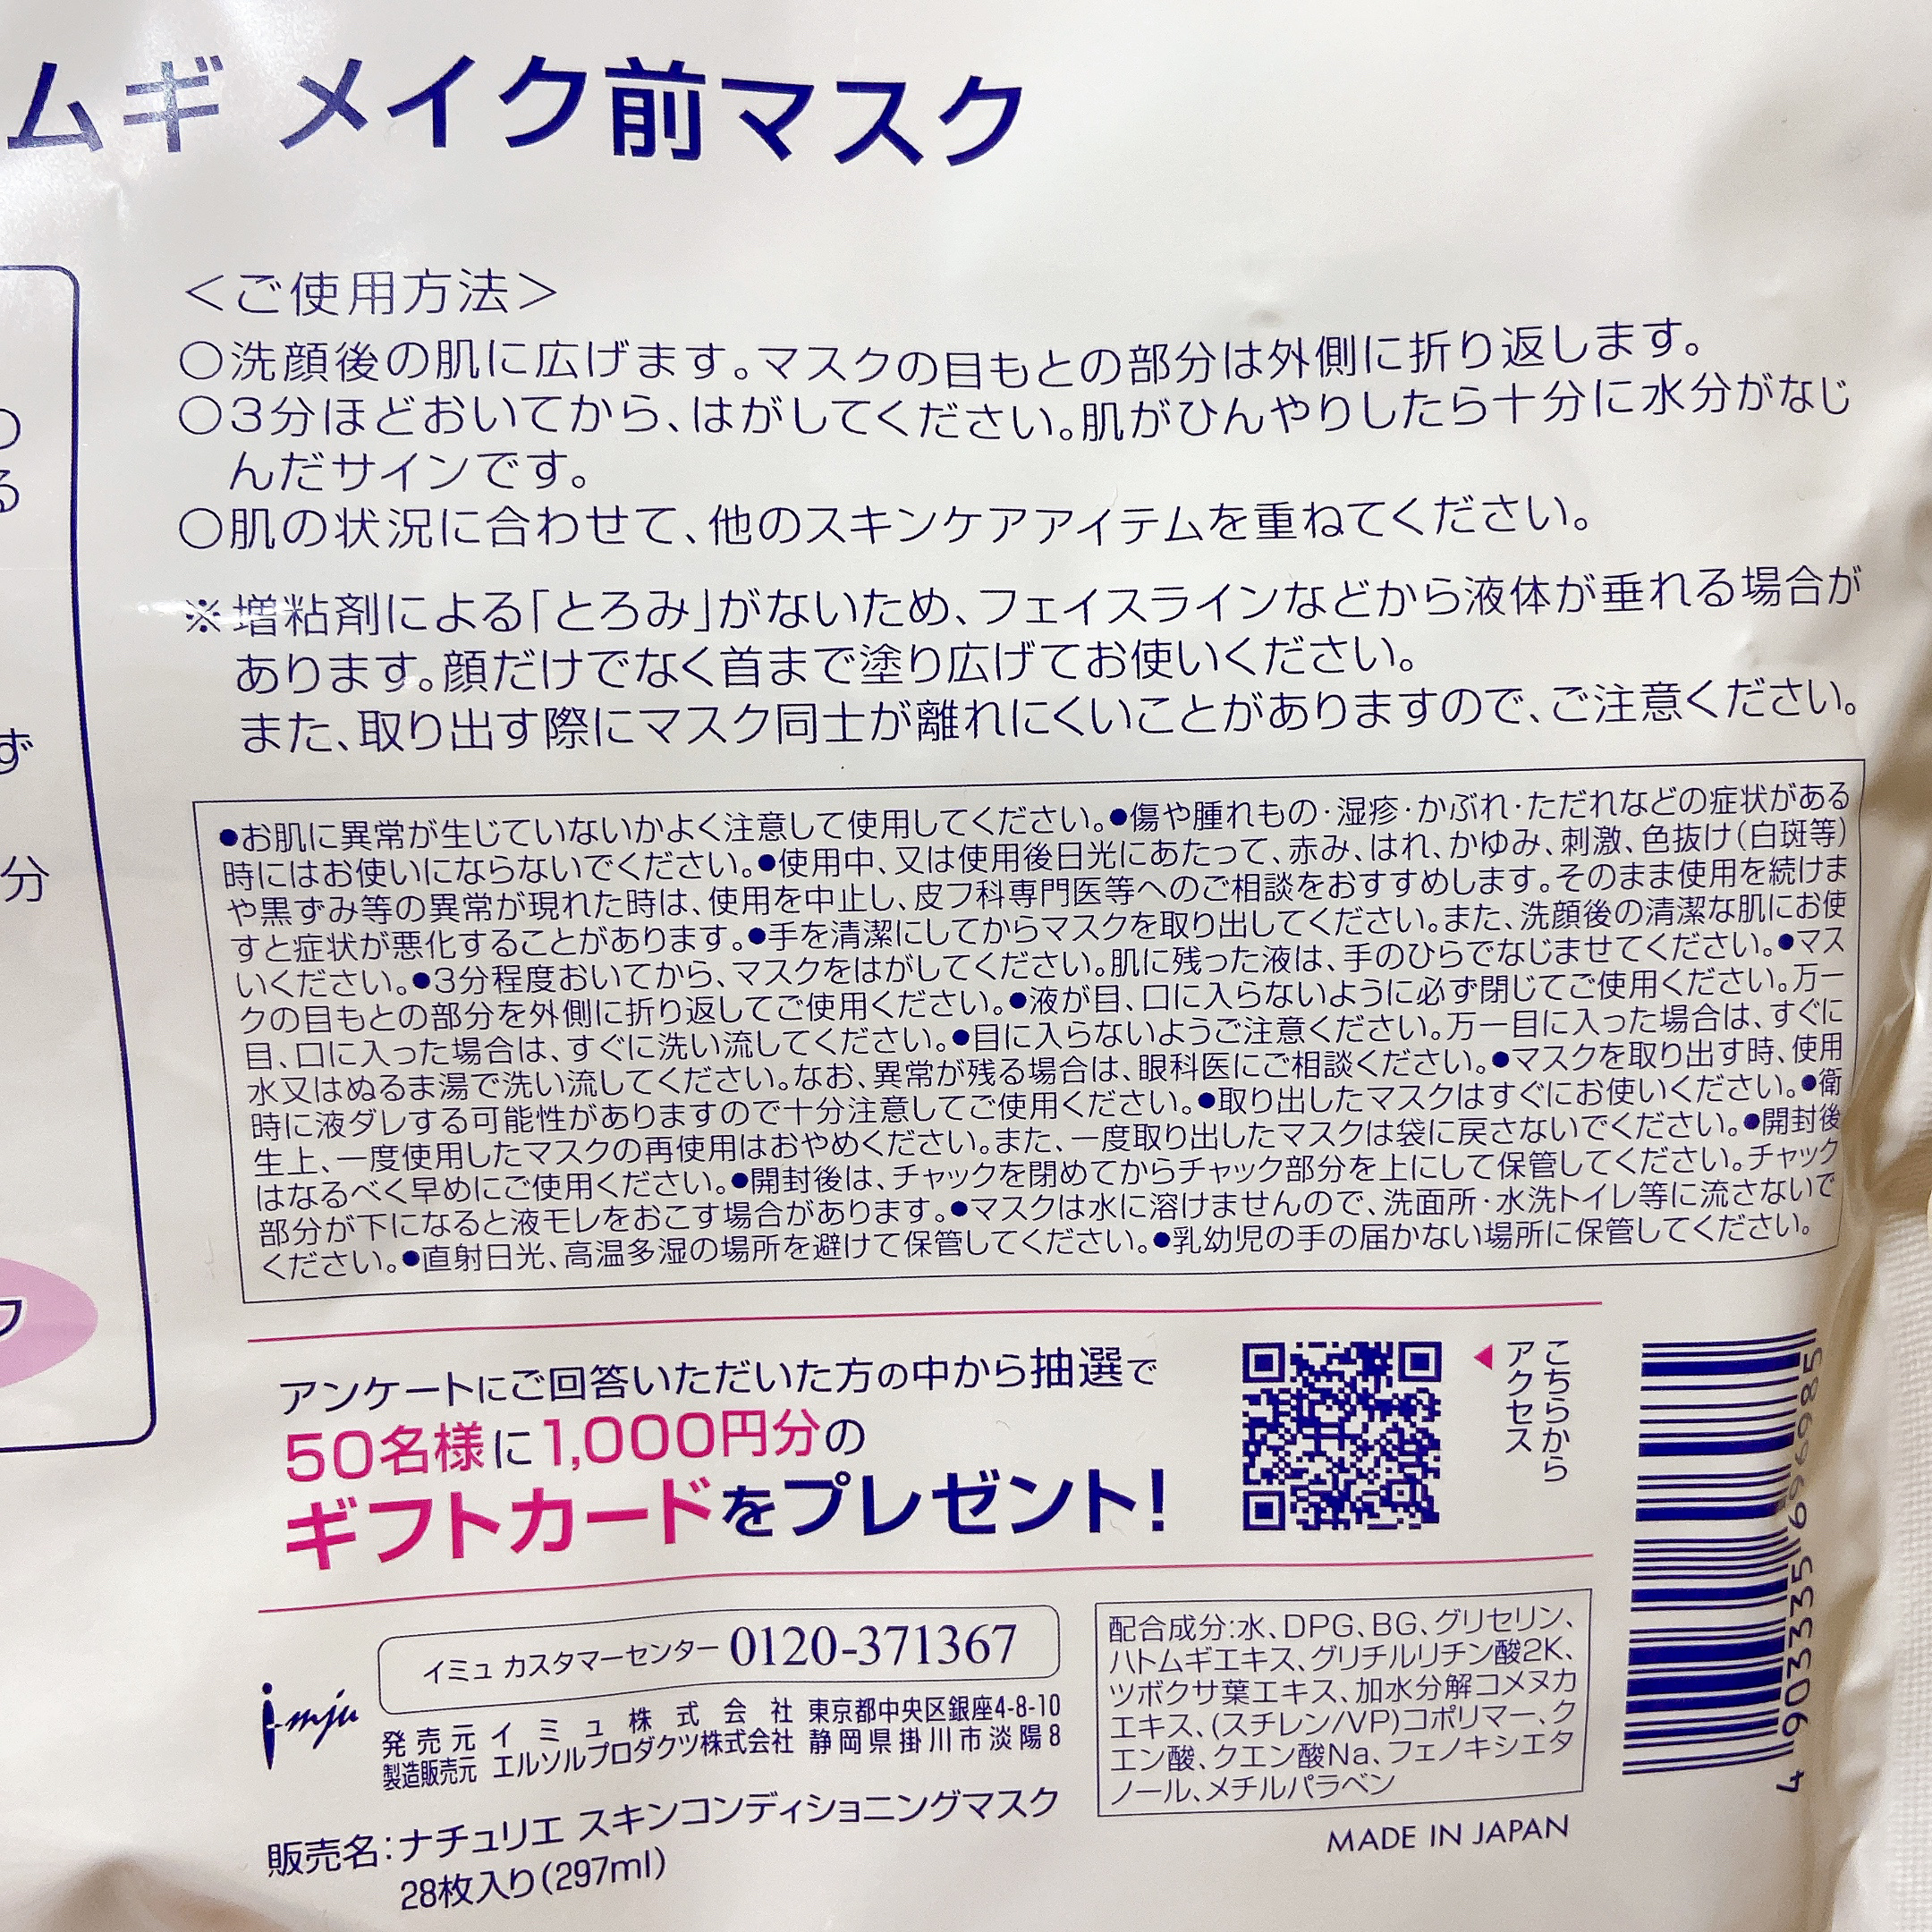 ムギ メイク前マスク
＜ご使用方法＞
○洗顔後の肌に広げます。マスクの目もとの部分は外側に折り返します。
○3分ほどおいてから、はがしてください。肌がひんやりしたら十分に水分がなじ
んだサインです。
○肌の状況に合わせて、他のスキンケアアイテムを重ねてください。
※増粘剤による「とろみ」がないため、フェイスラインなどから液体が垂れる場合が
あります。顔だけでなく首まで塗り広げてお使いください。
また、取り出す際にマスク同士が離れにくいことがありますので、ご注意ください。
●お肌に異常が生じていないかよく注意して使用してください。●傷や腫れもの・湿疹・かぶれ・ただれなどの症状がある
時にはお使いにならないでください。●使用中、又は使用後日光にあたって、赤み、はれ、かゆみ、刺激、色抜け（白斑等）
や黒ずみ等の異常が現れた時は、使用を中止し、皮フ科専門医等へのご相談をおすすめします。そのまま使用を続けま
すと症状が悪化することがあります。●手を清潔にしてからマスクを取り出してください。また、洗顔後の清潔な肌にお使
いください。●3分程度おいてから、マスクをはがしてください。肌に残った液は、手のひらでなじませてください。●マス
クの目もとの部分を外側に折り返してご使用ください。●液が目、口に入らないように必ず閉じてご使用ください。万一
目、口に入った場合は、すぐに洗い流してください。●目に入らないようご注意ください。万一目に入った場合は、すぐに
水又はぬるま湯で洗い流してください。なお、異常が残る場合は、眼科医にご相談ください。●マスクを取り出す時、使用
時に液ダレする可能性がありますので十分注意してご使用ください。●取り出したマスクはすぐにお使いください。●衛
生上、一度使用したマスクの再使用はおやめください。また、一度取り出したマスクは袋に戻さないでください。●開封後
はなるべく早めにご使用ください。●開封後は、チャックを閉めてからチャック部分を上にして保管してください。チャック
部分が下になると液モレをおこす場合があります。●マスクは水に溶けませんので、洗面所・水洗トイレ等に流さないで
ください。●直射日光、高温多湿の場所を避けて保管してください。●乳幼児の手の届かない場所に保管してください。
る
ず
分
ア
アンケートにご回答いただいた方の中から抽選で
50名様に1,000円分の
ギフトカードをプレゼント！
こちらから
アクセス
4 903335 696985
イミュ カスタマーセンター 0120-371367
i-mju
発売元 イミュ株式会社 東京都中央区銀座4-8-10
製造販売元 エルソルプロダクツ株式会社 静岡県掛川市淡陽8
販売名：ナチュリエ スキンコンディショニングマスク
28枚入り（297ml）
配合成分：水、DPG、BG、グリセリン、
ハトムギエキス、グリチルリチン酸2K、
ツボクサ葉エキス、加水分解コメヌカ
エキス、（スチレン/VP）コポリマー、ク
エン酸、クエン酸Na、フェノキシエタ
ノール、メチルパラベン
MADE IN JAPAN